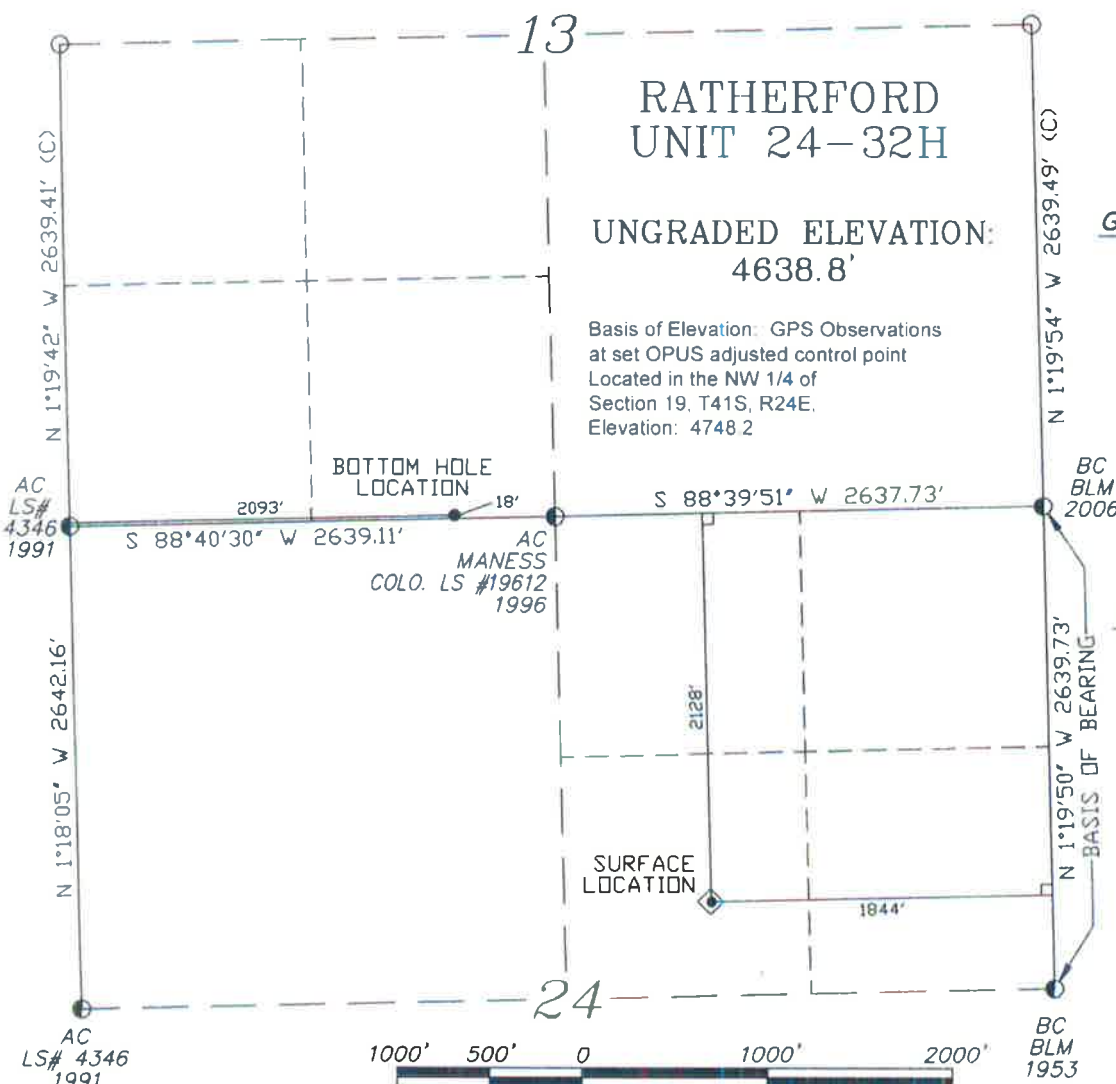 13
RATHERFORD
UNIT 24-32H
UNGRADED ELEVATION:
4638.8'
G
Basis of Elevation: GPS Observations
at set OPUS adjusted control point
Located in the NW 1/4 of
Section 19, T41S, R24E,
Elevation: 4748.2
N 1°19'42" W 2639.41' (C)
N 1°19'54" W 2639.49' (C)
BOTTOM HOLE
LOCATION
2093'
18'
S 88°40'30" W 2639.11'
S 88°39'51" W 2637.73'
AC
LS#
4346
1991
AC
MANESS
COLO. LS #19612
1996
BC
BLM
2006
N 1°18'05" W 2642.16'
2128'
N 1°19'50" W 2639.73'
BASIS OF BEARING
SURFACE
LOCATION
1844'
24
AC
LS# 4346
1991
1000' 500' 0 1000' 2000'
BC
BLM
1953